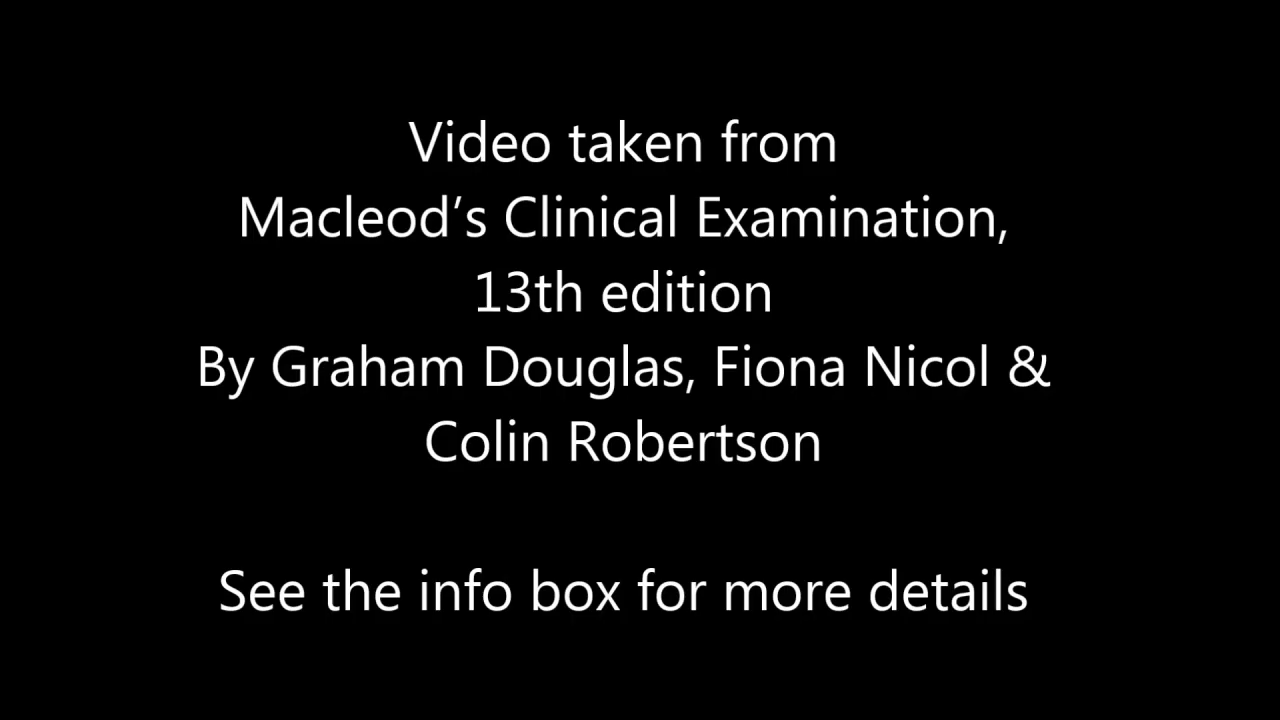 Video taken from
Macleod’s Clinical Examination,
13th edition
By Graham Douglas, Fiona Nicol &
Colin Robertson
See the info box for more details